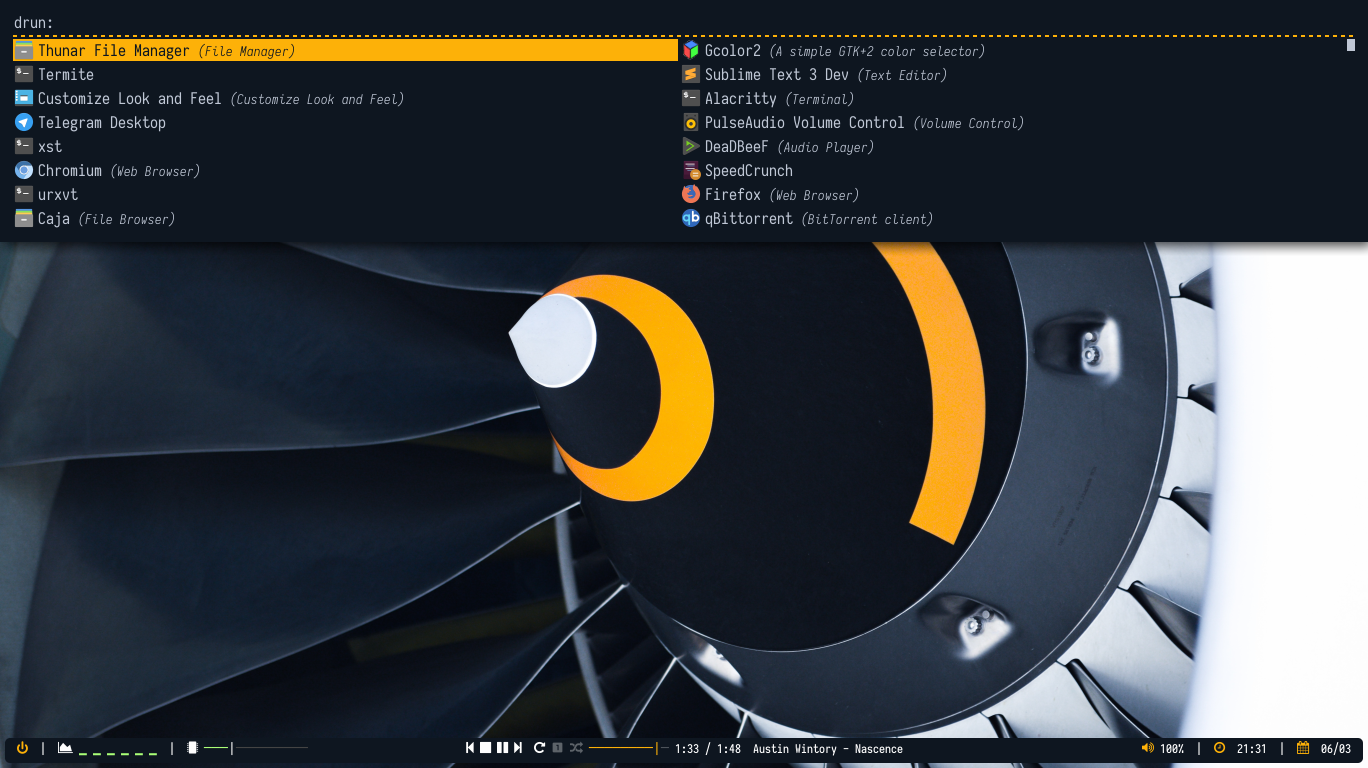 drun:
Thunar File Manager (File Manager)
Termite
Customize Look and Feel (Customize Look and Feel)
Telegram Desktop
xst
Chromium (Web Browser)
urxvt
Caja (File Browser)
Gcolor2 (A simple GTK+2 color selector)
Sublime Text 3 Dev (Text Editor)
Alacritty (Terminal)
PulseAudio Volume Control (Volume Control)
DeaDBeeF (Audio Player)
SpeedCrunch
Firefox (Web Browser)
qBittorrent (BitTorrent client)
1:33 / 1:48 Austin Wintory - Nascence
100% | 21:31 | 06/03